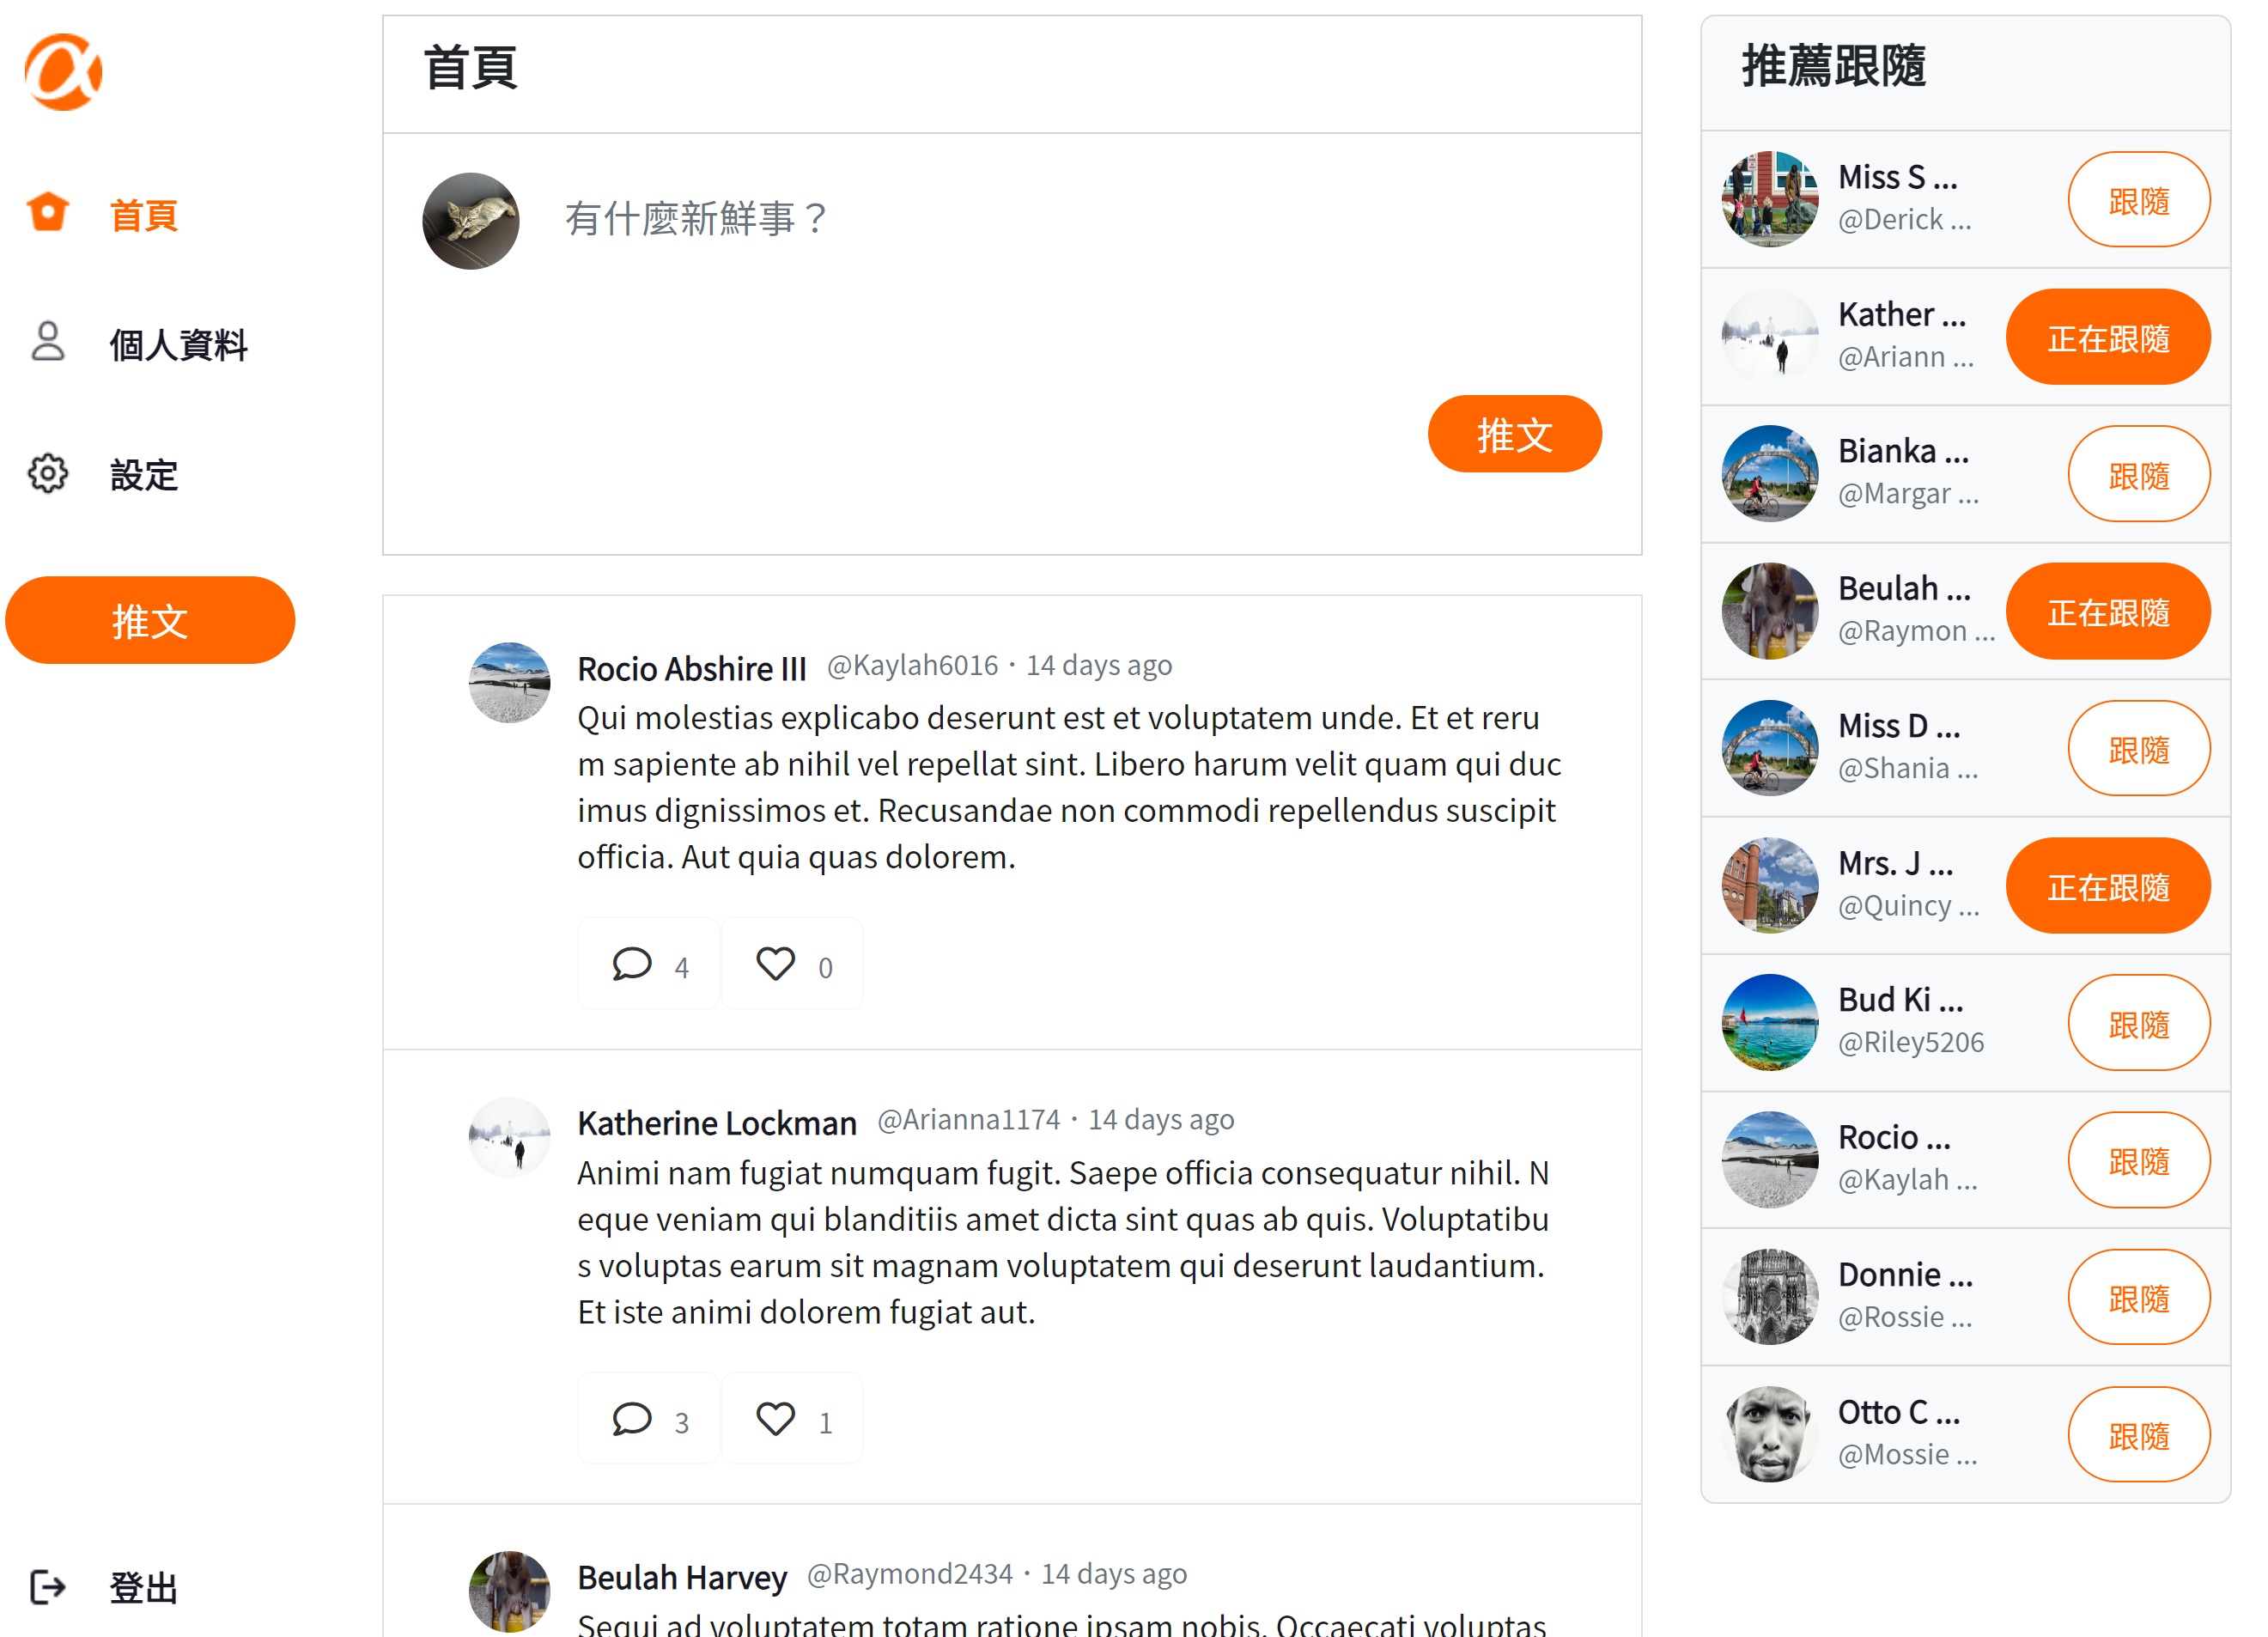 首頁
個人資料
設定
推文
登出
首頁
有什麼新鮮事？
推文
Rocio Abshire III @Kaylah6016・14 days ago
Qui molestias explicabo deserunt est et voluptatem unde. Et et reru
m sapiente ab nihil vel repellat sint. Libero harum velit quam qui duc
imus dignissimos et. Recusandae non commodi repellendus suscipit
officia. Aut quia quas dolorem.
4 0
Katherine Lockman @Arianna1174・14 days ago
Animi nam fugiat numquam fugit. Saepe officia consequatur nihil. N
eque veniam qui blanditiis amet dicta sint quas ab quis. Voluptatibu
s voluptas earum sit magnam voluptatem qui deserunt laudantium.
Et iste animi dolorem fugiat aut.
3 1
Beulah Harvey @Raymond2434・14 days ago
Sequi ad voluptatem totam ratione ipsam nobis. Occaecati voluptas
推薦跟隨
Miss S ...
@Derick ...
跟隨
Kather ...
@Ariann ...
正在跟隨
Bianka ...
@Margar ...
跟隨
Beulah ...
@Raymon ...
正在跟隨
Miss D ...
@Shania ...
跟隨
Mrs. J ...
@Quincy ...
正在跟隨
Bud Ki ...
@Riley5206
跟隨
Rocio ...
@Kaylah ...
跟隨
Donnie ...
@Rossie ...
跟隨
Otto C ...
@Mossie ...
跟隨